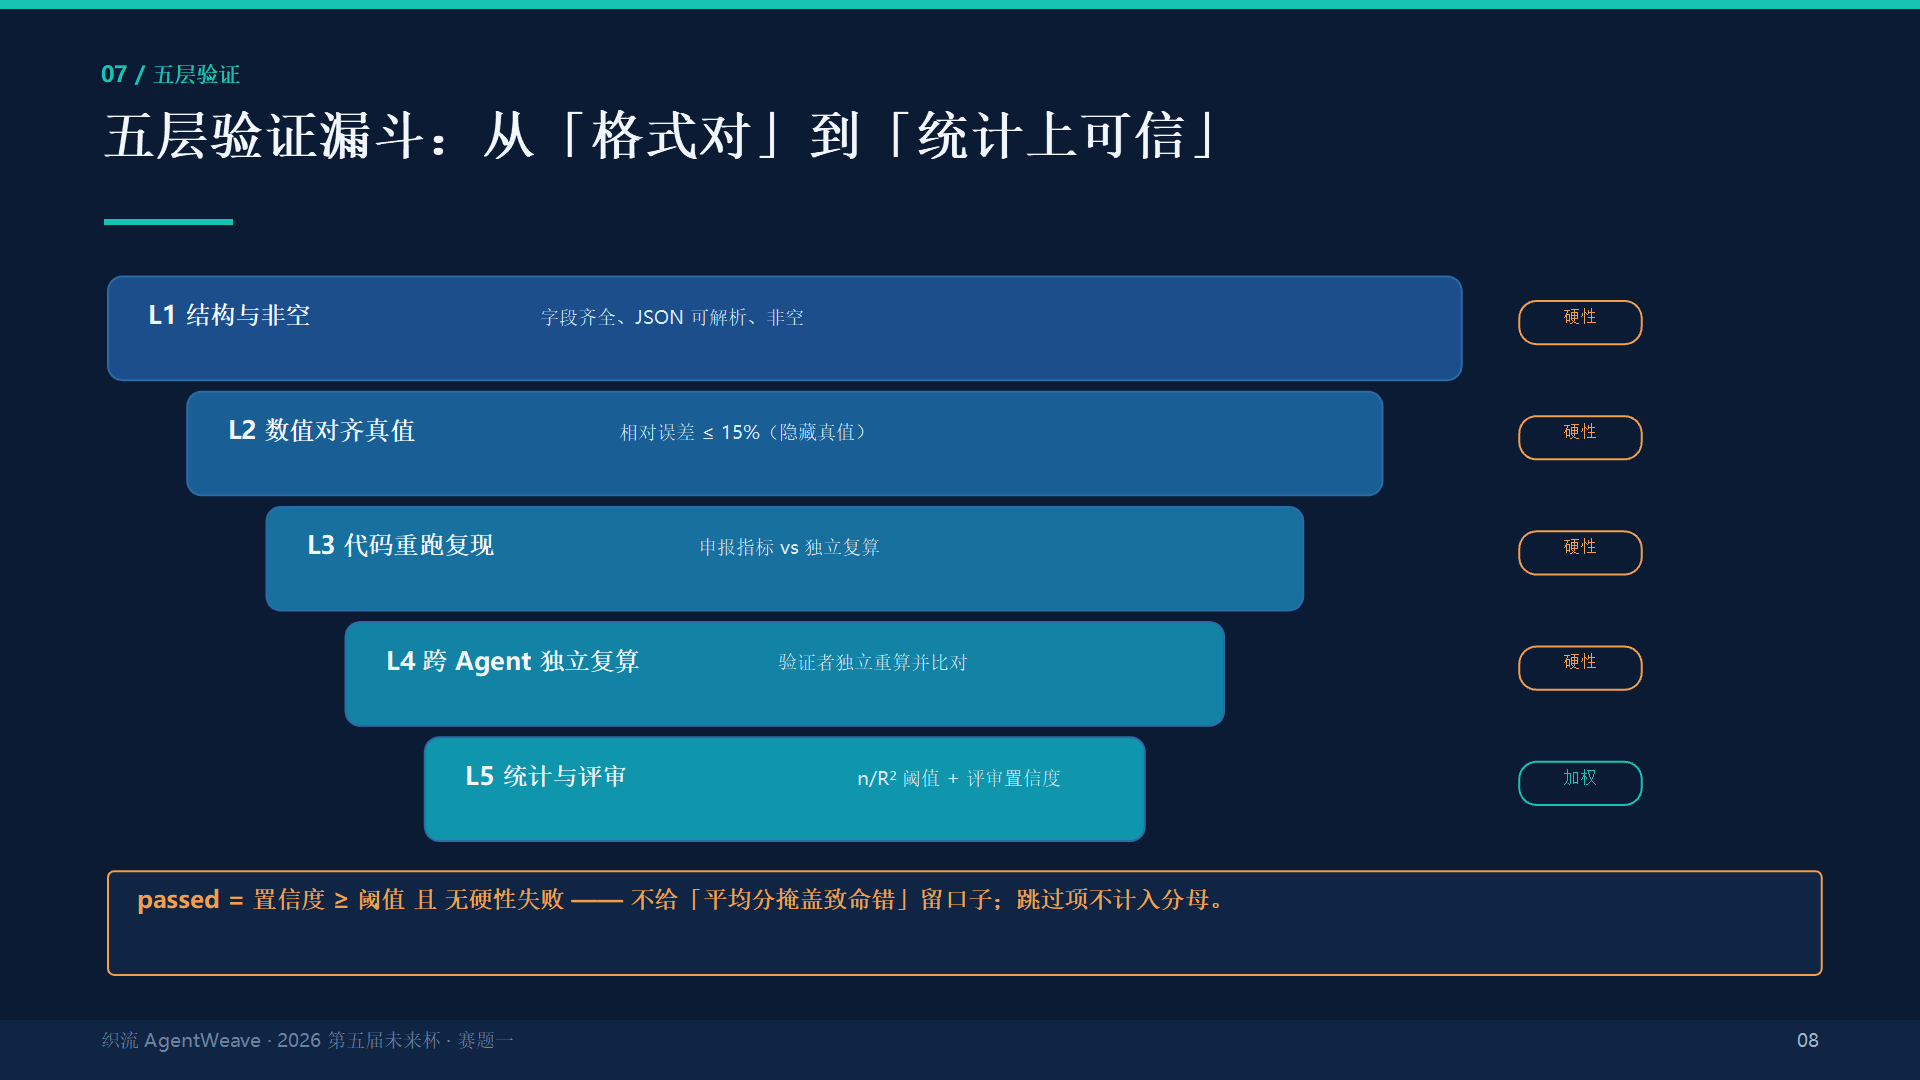 07 / 五层验证
五层验证漏斗：从「格式对」到「统计上可信」
L1 结构与非空 字段齐全、JSON 可解析、非空 硬性
L2 数值对齐真值 相对误差 ≤ 15%（隐藏真值） 硬性
L3 代码重跑复现 申报指标 vs 独立复算 硬性
L4 跨 Agent 独立复算 验证者独立重算并比对 硬性
L5 统计与评审 n/R² 阈值 + 评审置信度 加权
passed = 置信度 ≥ 阈值 且 无硬性失败 —— 不给「平均分掩盖致命错」留口子；跳过项不计入分母。
织流 AgentWeave · 2026 第五届未来杯 · 赛题一 08